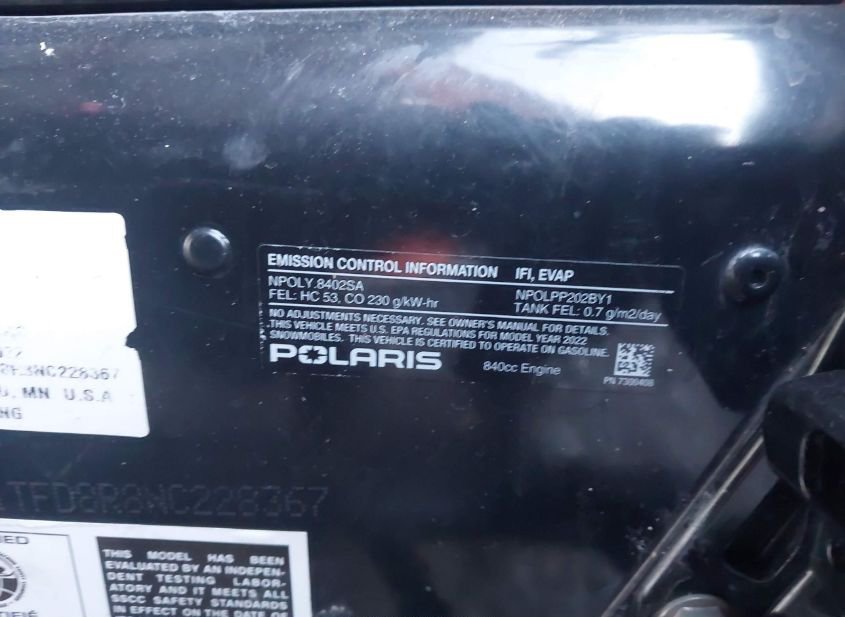 EMISSION CONTROL INFORMATION IFI, EVAP
NPOLY.8402SA NPOLPP202BY1
FEL: HC 53, CO 230 g/kW-hr TANK FEL: 0.7 g/m2/day
NO ADJUSTMENTS NECESSARY. SEE OWNER'S MANUAL FOR DETAILS.
THIS VEHICLE MEETS U.S. EPA REGULATIONS FOR MODEL YEAR 2022
SNOWMOBILES. THIS VEHICLE IS CERTIFIED TO OPERATE ON GASOLINE.
POLARIS 840cc Engine PN 7300408
NC228367
MN U.S.A
NG
TFD8R8NC228367
THIS MODEL HAS BEEN
EVALUATED BY AN INDEPEN-
DENT TESTING LABOR-
ATORY AND IT MEETS ALL
SSCC SAFETY STANDARDS
IN EFFECT ON THE DATE OF